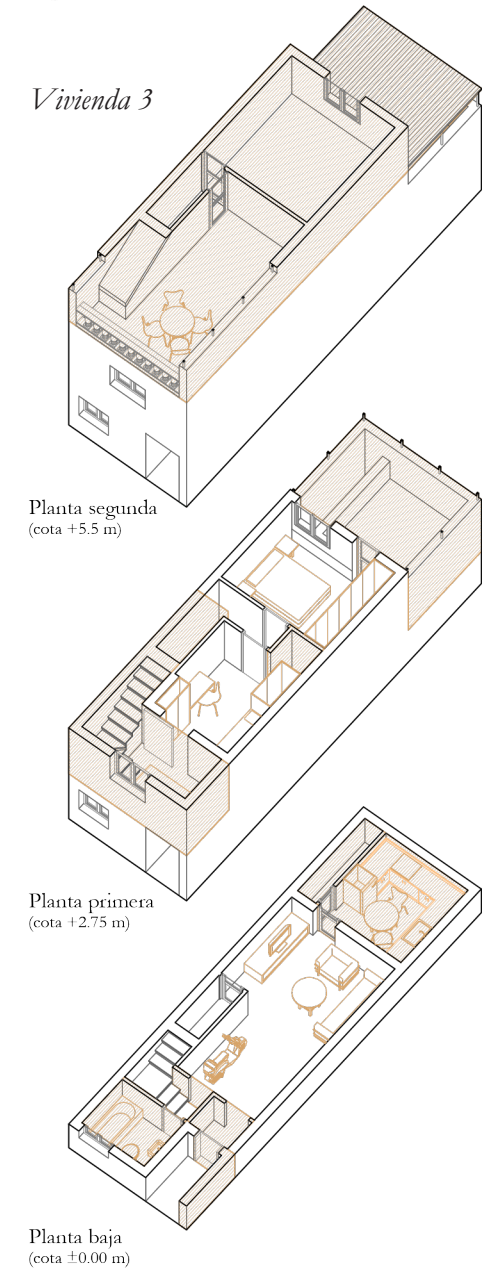 Vivienda 3
Planta segunda
(cota +5.5 m)
Planta primera
(cota +2.75 m)
Planta baja
(cota ±0.00 m)